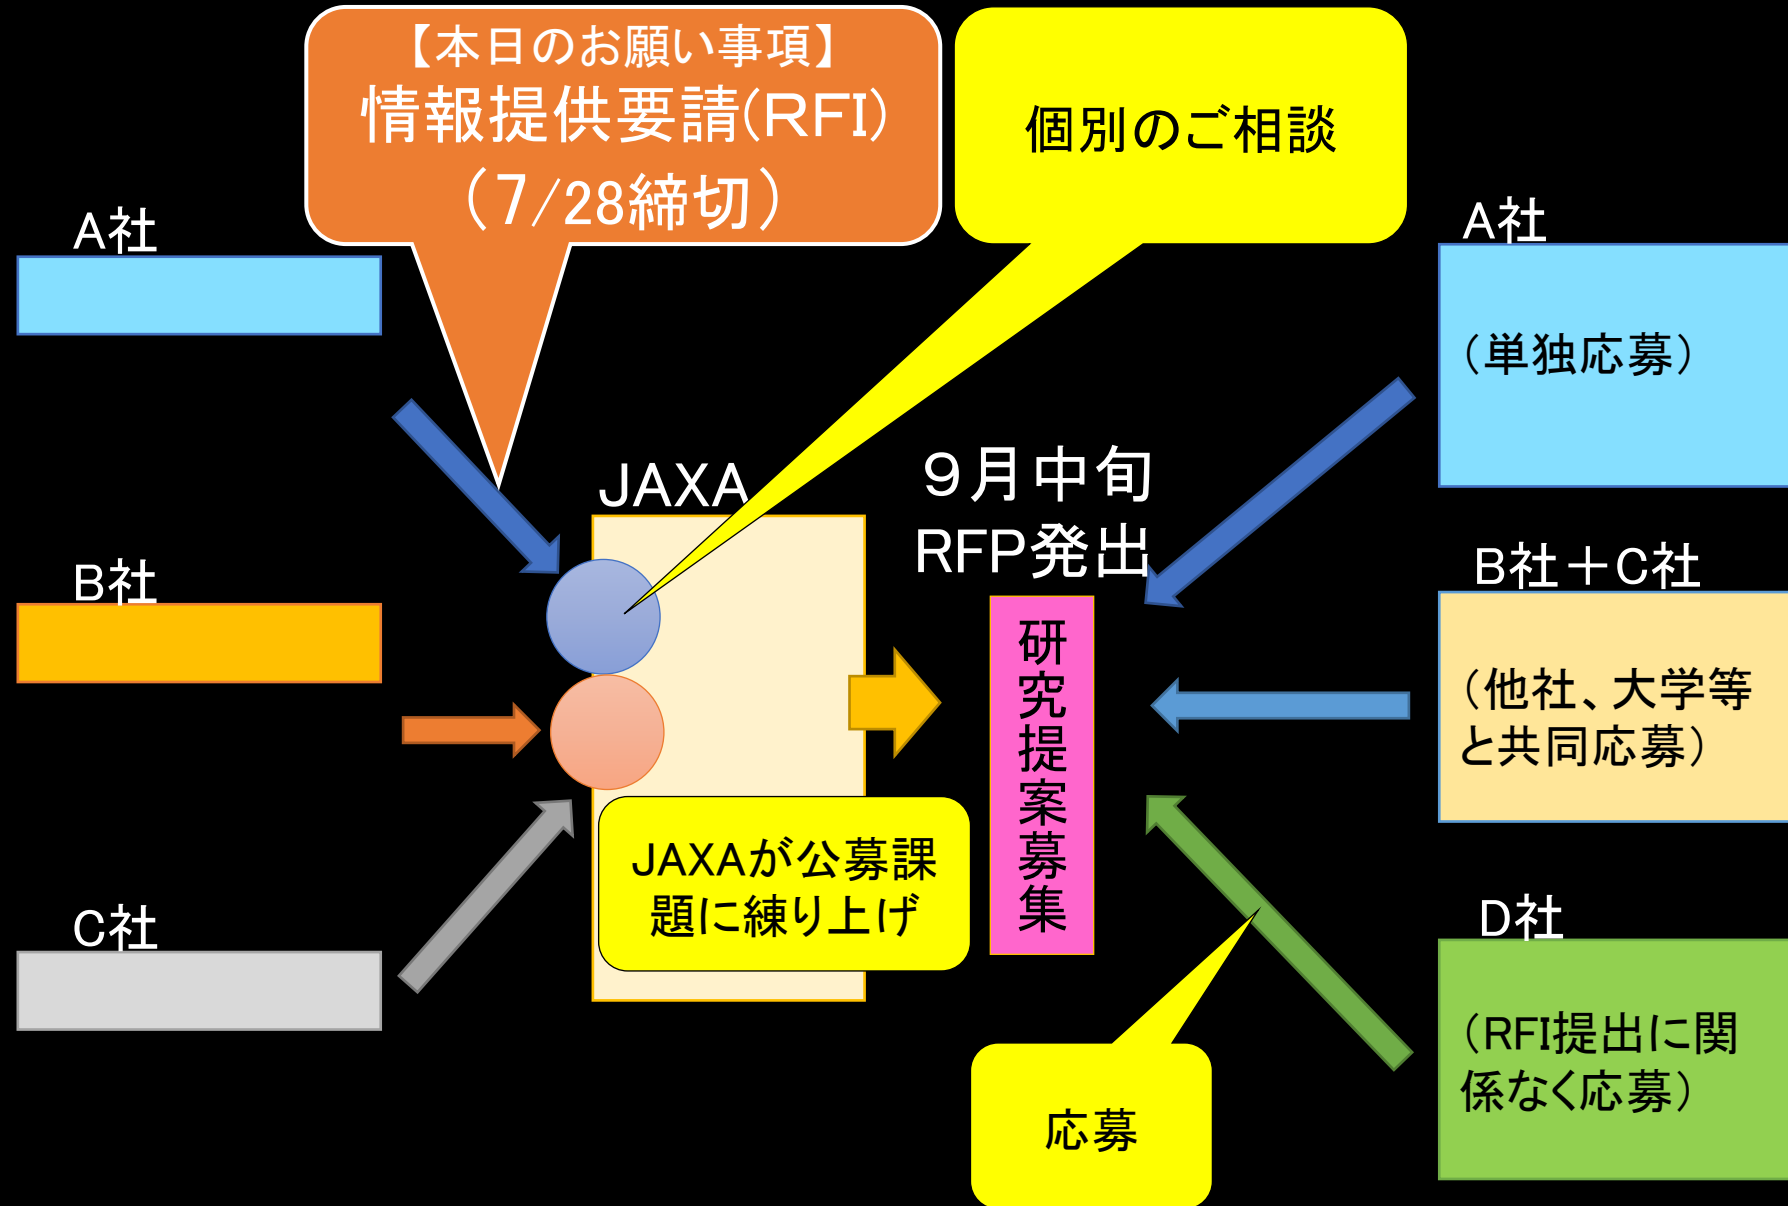 【本日のお願い事項】
情報提供要請(RFI)
（7/28締切）
個別のご相談
A社
B社
C社
JAXA
JAXAが公募課
題に練り上げ
９月中旬
RFP発出
研究提案募集
応募
A社
（単独応募）
B社＋C社
（他社、大学等
と共同応募）
D社
（RFI提出に関
係なく応募）